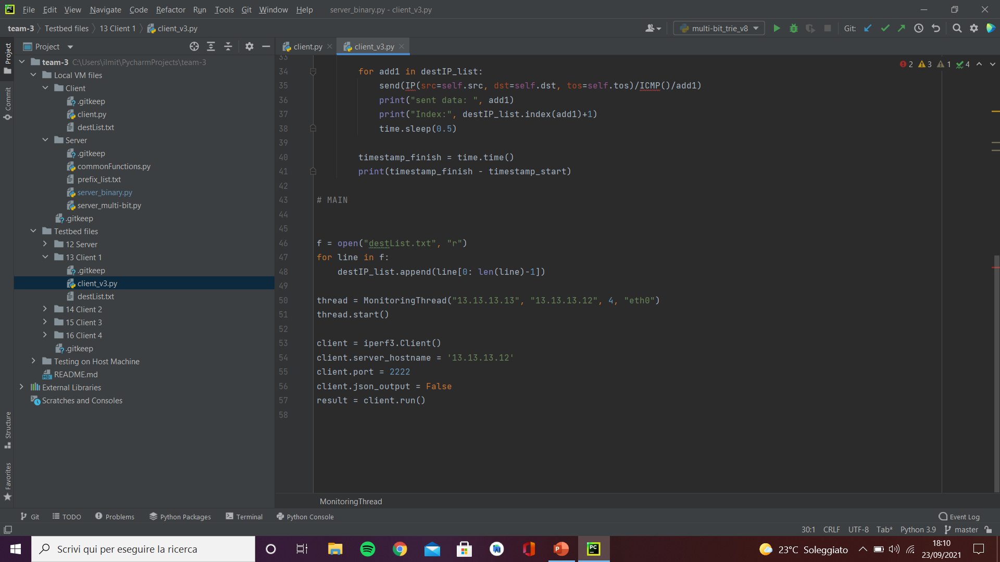 File Edit View Navigate Code Refactor Run Tools Git Window Help server_binary.py - client_v3.py
team-3 Testbed files 13 Client 1 client_v3.py multi-bit_trie_v8 Git:
Project client.py client_v3.py
Project
Commit
Structure
Favorites
team-3 C:\Users\ilmit\PycharmProjects\team-3
Local VM files
Client
.gitkeep
client.py
destList.txt
Server
.gitkeep
commonFunctions.py
prefix_list.txt
server_binary.py
server_multi-bit.py
.gitkeep
Testbed files
12 Server
13 Client 1
.gitkeep
client_v3.py
destList.txt
14 Client 2
15 Client 3
16 Client 4
.gitkeep
Testing on Host Machine
README.md
External Libraries
Scratches and Consoles
2 3 1 4
33
34 for add1 in destIP_list:
35 send(IP(src=self.src, dst=self.dst, tos=self.tos)/ICMP()/add1)
36 print("sent data: ", add1)
37 print("Index:", destIP_list.index(add1)+1)
38 time.sleep(0.5)
39
40 timestamp_finish = time.time()
41 print(timestamp_finish - timestamp_start)
42
43 # MAIN
44
45
46 f = open("destList.txt", "r")
47 for line in f:
48 destIP_list.append(line[0: len(line)-1])
49
50 thread = MonitoringThread("13.13.13.13", "13.13.13.12", 4, "eth0")
51 thread.start()
52
53 client = iperf3.Client()
54 client.server_hostname = '13.13.13.12'
55 client.port = 2222
56 client.json_output = False
57 result = client.run()
58
MonitoringThread
Git TODO Problems Python Packages Terminal Python Console Event Log
30:1 CRLF UTF-8 Tab* Python 3.9 master
Scrivi qui per eseguire la ricerca 23°C Soleggiato 18:10
23/09/2021